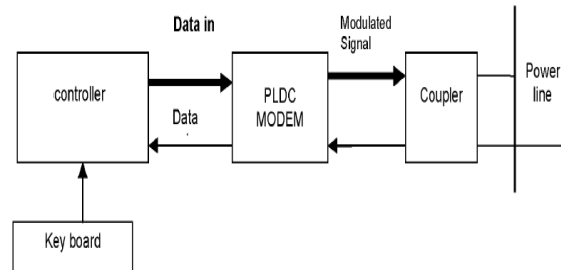 Data in
Modulated
Signal
controller
PLDC
MODEM
Coupler
Power
line
Data
Key board